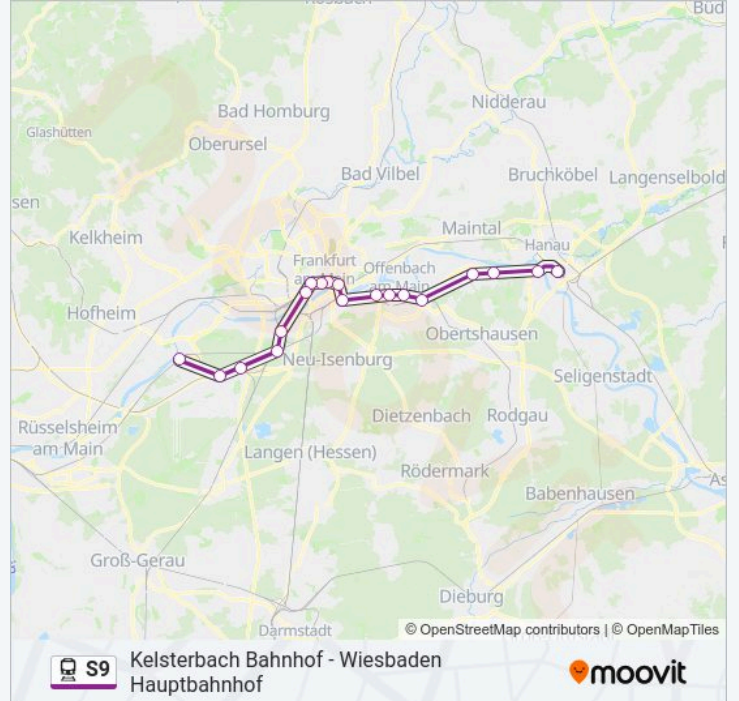 Rosbach
Büd
Nidderau
Bad Homburg
Glashütten
Oberursel
Bad Vilbel
Bruchköbel
Langenselbold
sen
Maintal
Kelkheim
Hanau
Frankfurt
am Main
Offenbach
am Main
Hofheim
Obertshausen
Neu-Isenburg
Seligenstadt
Rüsselsheim
am Main
Dietzenbach
Rodgau
Langen (Hessen)
Rödermark
As
Babenhausen
Groß-Gerau
Dieburg
Darmstadt
© OpenStreetMap contributors | © OpenMapTiles
S9
Kelsterbach Bahnhof - Wiesbaden
Hauptbahnhof
moovit